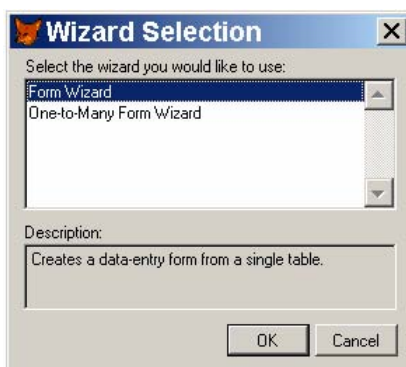 Wizard Selection
Select the wizard you would like to use:
Form Wizard
One-to-Many Form Wizard
Description:
Creates a data-entry form from a single table.
OK Cancel